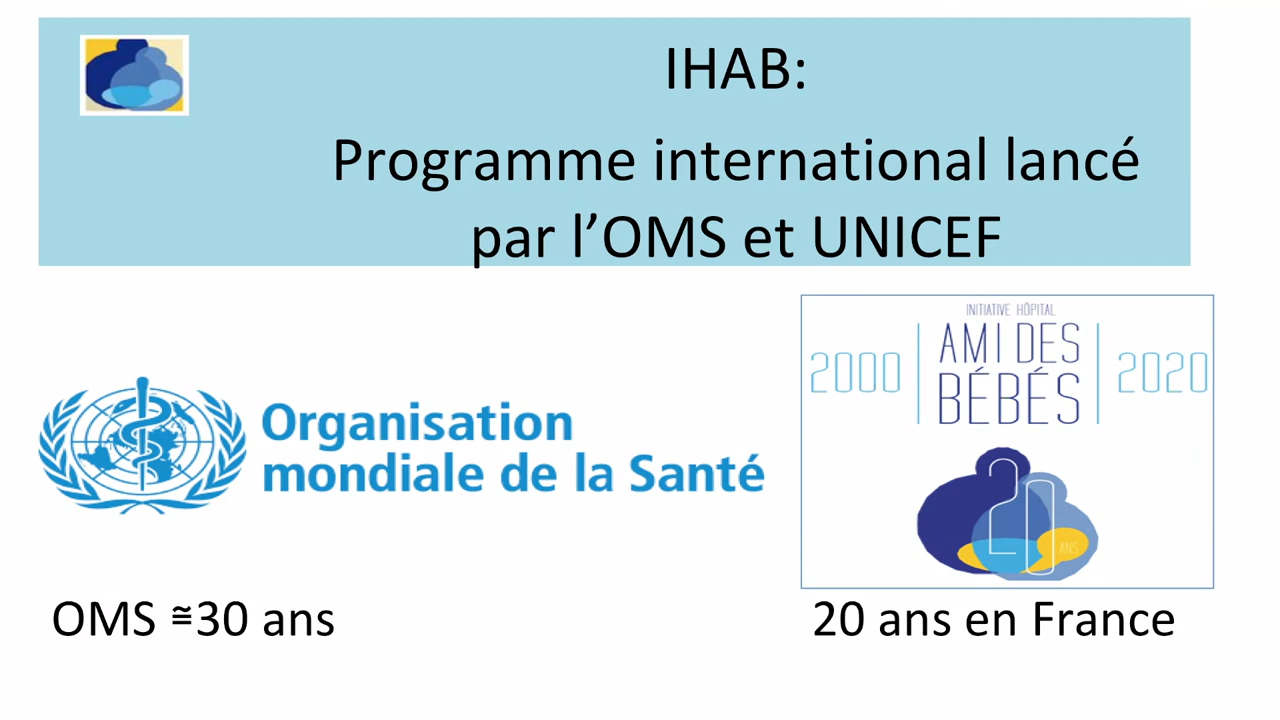 IHAB:
Programme international lancé
par l’OMS et UNICEF
Organisation
mondiale de la Santé
INITIATIVE HÔPITAL
2000 AMI DES 2020
BÉBÉS
20
ANS
OMS ≅30 ans
20 ans en France